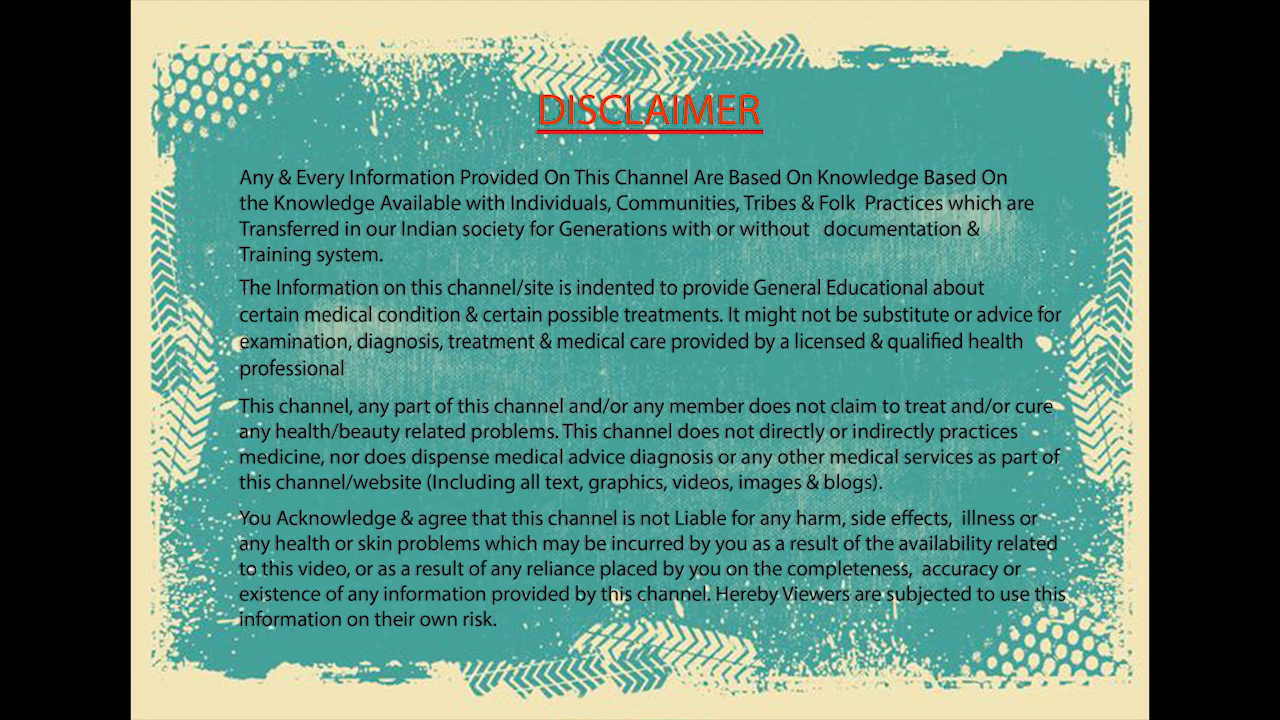 DISCLAIMER
Any & Every Information Provided On This Channel Are Based On Knowledge Based On
the Knowledge Available with Individuals, Communities, Tribes & Folk Practices which are
Transferred in our Indian society for Generations with or without documentation &
Training system.
The Information on this channel/site is indented to provide General Educational about
certain medical condition & certain possible treatments. It might not be substitute or advice for
examination, diagnosis, treatment & medical care provided by a licensed & qualified health
professional
This channel, any part of this channel and/or any member does not claim to treat and/or cure
any health/beauty related problems. This channel does not directly or indirectly practices
medicine, nor does dispense medical advice diagnosis or any other medical services as part of
this channel/website (Including all text, graphics, videos, images & blogs).
You Acknowledge & agree that this channel is not Liable for any harm, side effects, illness or
any health or skin problems which may be incurred by you as a result of the availability related
to this video, or as a result of any reliance placed by you on the completeness, accuracy or
existence of any information provided by this channel. Hereby Viewers are subjected to use this
information on their own risk.